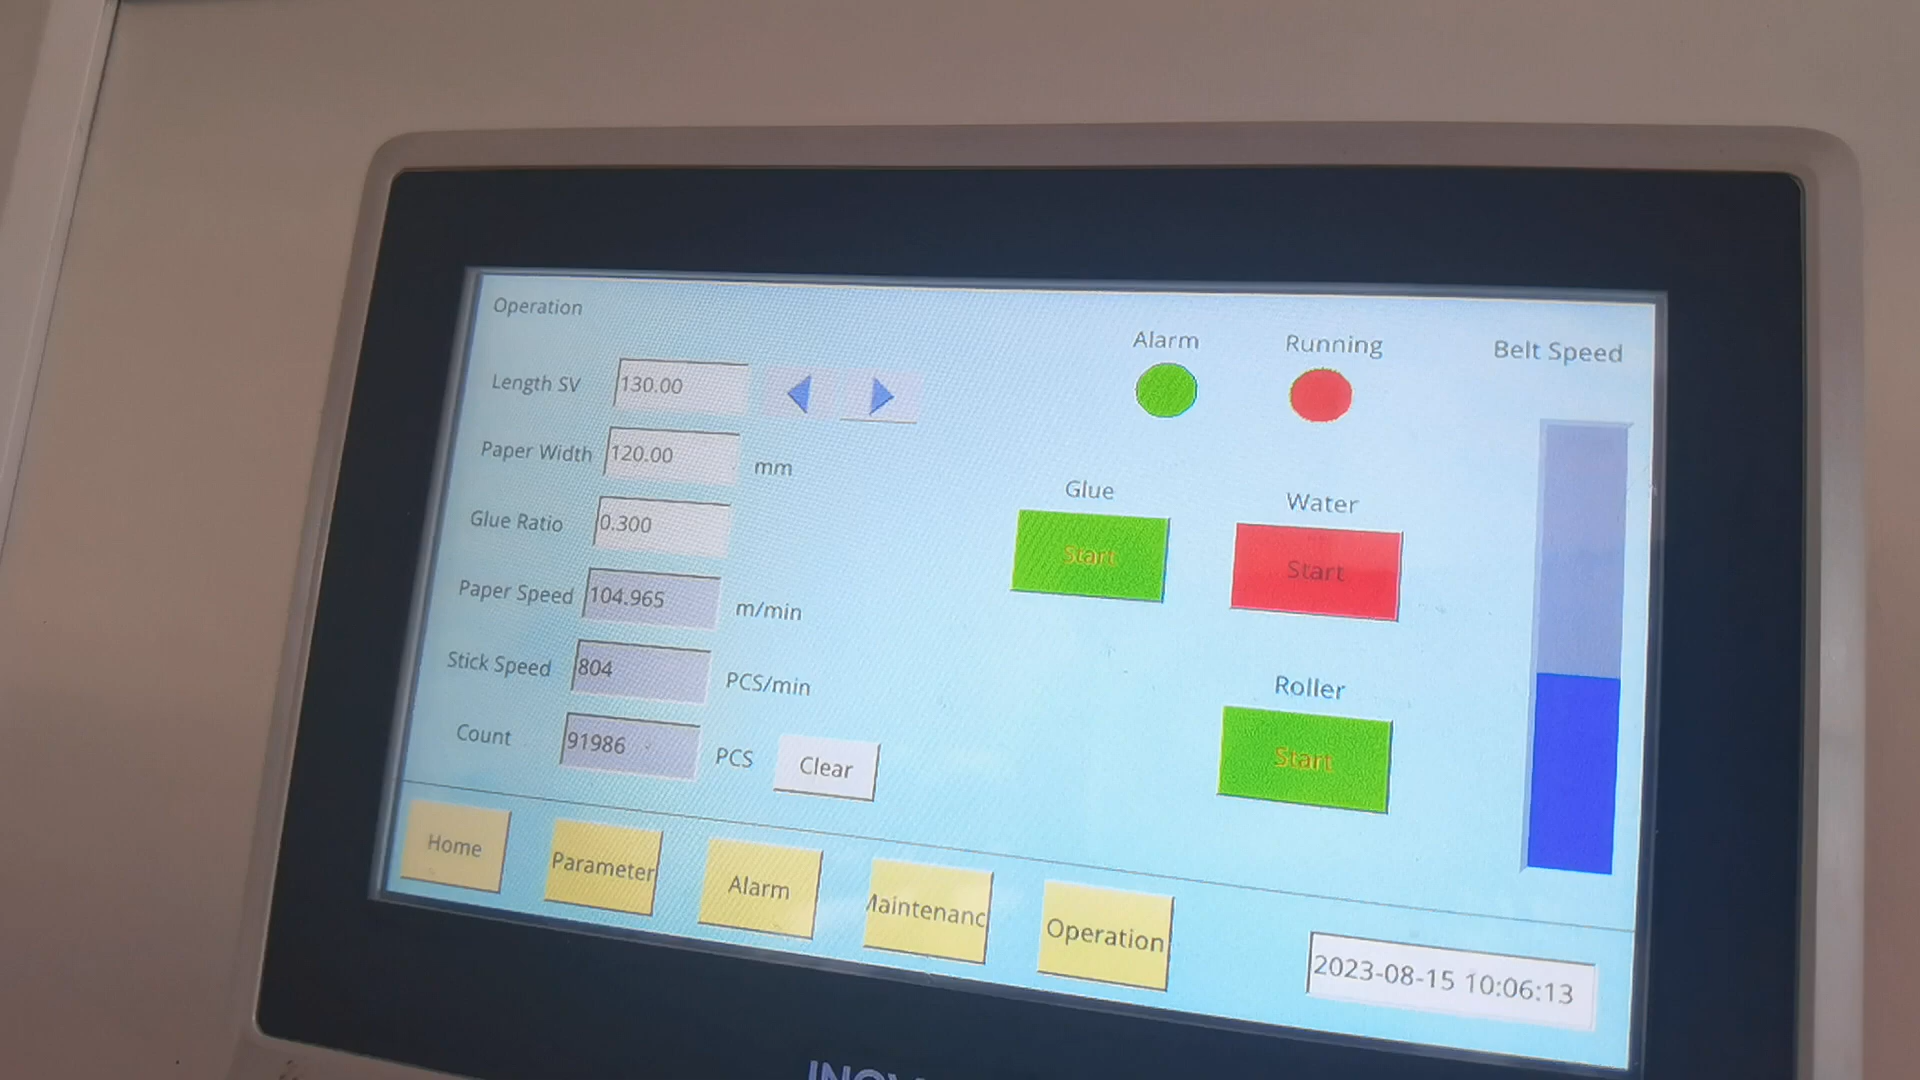 Operation
Alarm
Running
Belt Speed
Length SV 130.00
Paper Width 120.00 mm
Glue Ratio 0.300
Glue
Water
Start
Start
Paper Speed 104.965 m/min
Stick Speed 804 PCS/min
Roller
Start
Count 91986 PCS Clear
Home
Parameter
Alarm
Maintenanc
Operation
2023-08-15 10:06:13